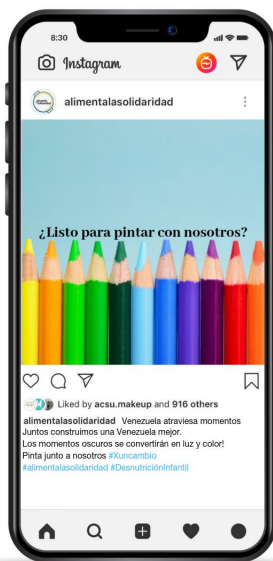 8:30
Instagram
alimentalasolidaridad
¿Listo para pintar con nosotros?
Liked by acsu.makeup and 916 others
alimentalasolidaridad Venezuela atraviesa momentos
Juntos construimos una Venezuela mejor.
Los momentos oscuros se convertirán en luz y color!
Pinta junto a nosotros #Xuncambio
#alimentalasolidaridad #DesnutriciónInfantil